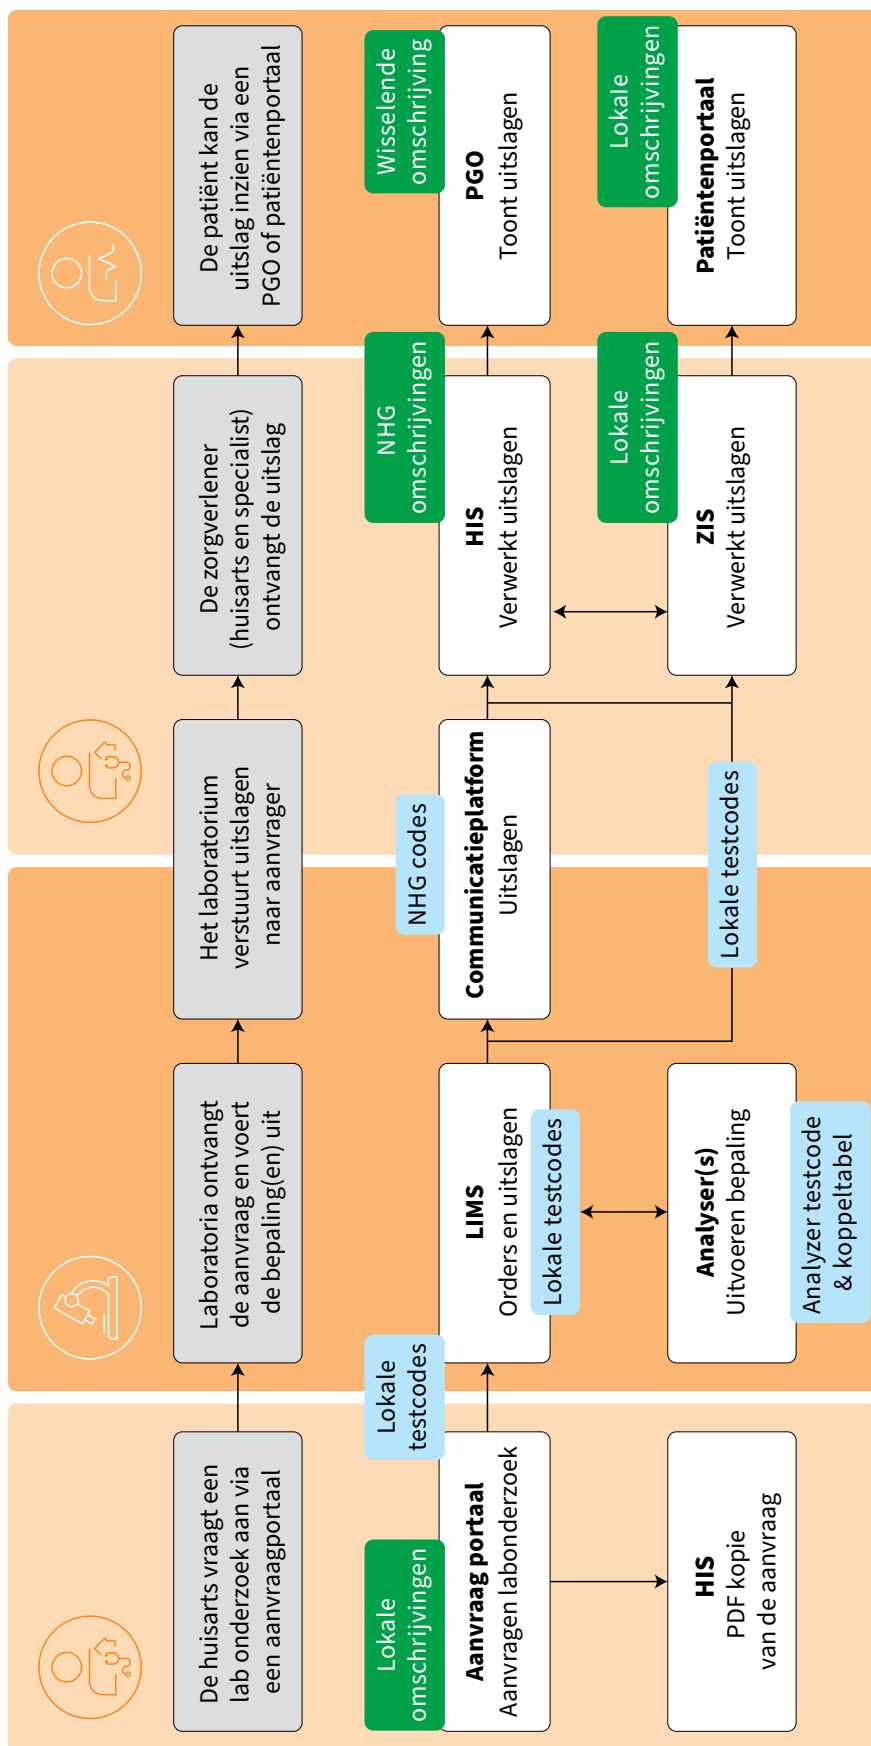 De huisarts vraagt een
lab onderzoek aan via
een aanvraagportaal
Laboratoria ontvangt
de aanvraag en voert
de bepaling(en) uit
Het laboratorium
verstuurt uitslagen
naar aanvrager
De zorgverlener
(huisarts en specialist)
ontvangt de uitslag
De patiënt kan de
uitslag inzien via een
PGO of patiëntenportaal
Lokale
omschrijvingen
Lokale
testcodes
Aanvraag portaal
Aanvragen labonderzoek
LIMS
Orders en uitslagen
Lokale testcodes
NHG codes
Communicatieplatform
Uitslagen
NHG
omschrijvingen
HIS
Verwerkt uitslagen
Wisselende
omschrijving
PGO
Toont uitslagen
HIS
PDF kopie
van de aanvraag
Analyser(s)
Uitvoeren bepaling
Analyzer testcode
& koppeltabel
Lokale testcodes
Lokale
omschrijvingen
ZIS
Verwerkt uitslagen
Lokale
omschrijvingen
Patiëntenportaal
Toont uitslagen